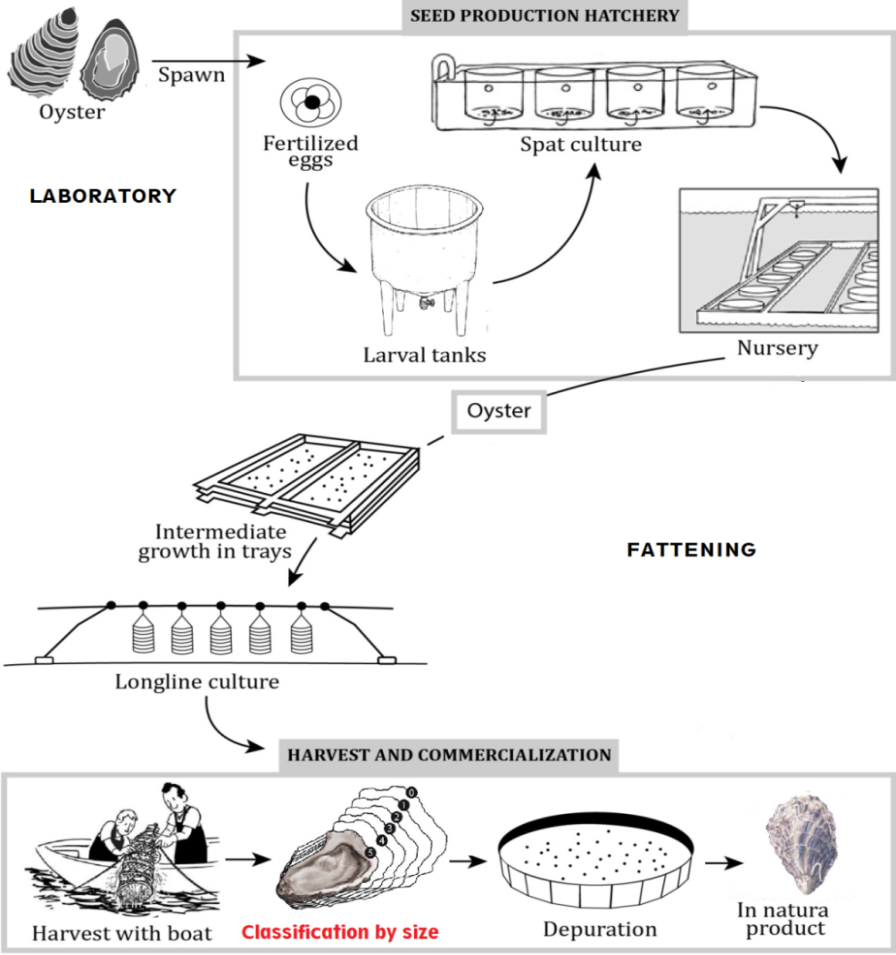 SEED PRODUCTION HATCHERY
Spawn
Oyster
Fertilized
eggs
Spat culture
LABORATORY
Larval tanks
Nursery
Oyster
Intermediate
growth in trays
FATTENING
Longline culture
HARVEST AND COMMERCIALIZATION
0
1
2
3
4
5
Harvest with boat
Classification by size
Depuration
In natura
product